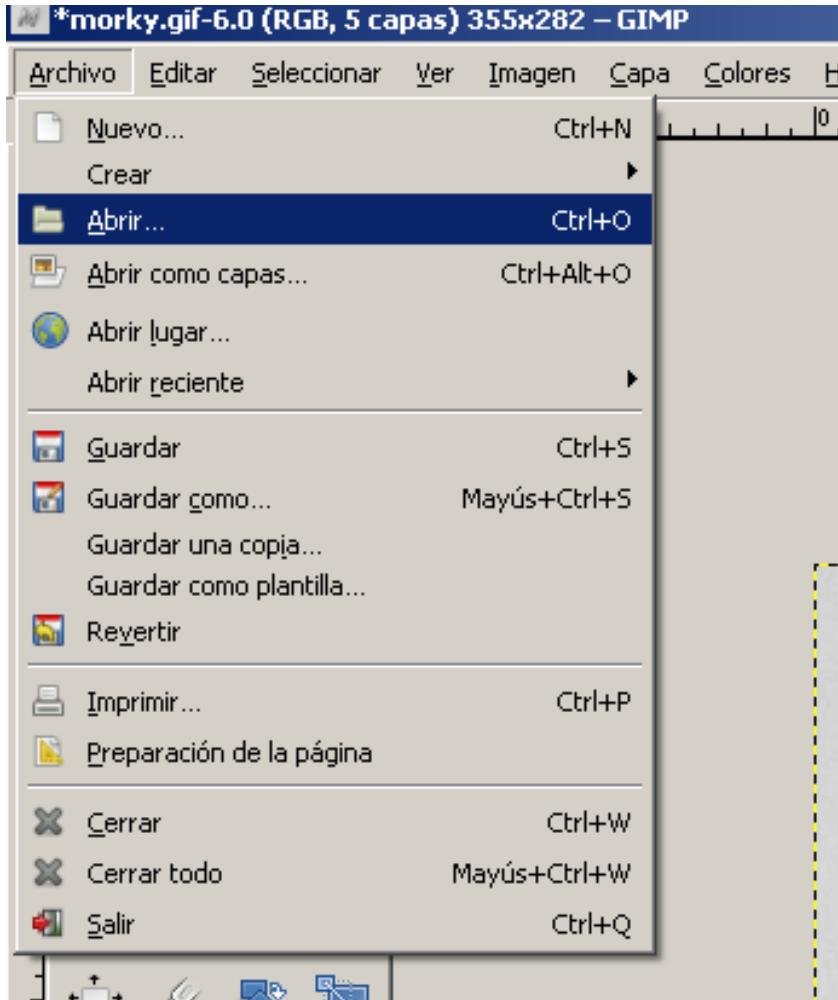 *morky.gif-6.0 (RGB, 5 capas) 355x282 – GIMP
Archivo Editar Seleccionar Ver Imagen Capa Colores
0
Nuevo... Ctrl+N
Crear
Abrir... Ctrl+O
Abrir como capas... Ctrl+Alt+O
Abrir lugar...
Abrir reciente
Guardar Ctrl+S
Guardar como... Mayús+Ctrl+S
Guardar una copia...
Guardar como plantilla...
Revertir
Imprimir... Ctrl+P
Preparación de la página
Cerrar Ctrl+W
Cerrar todo Mayús+Ctrl+W
Salir Ctrl+Q